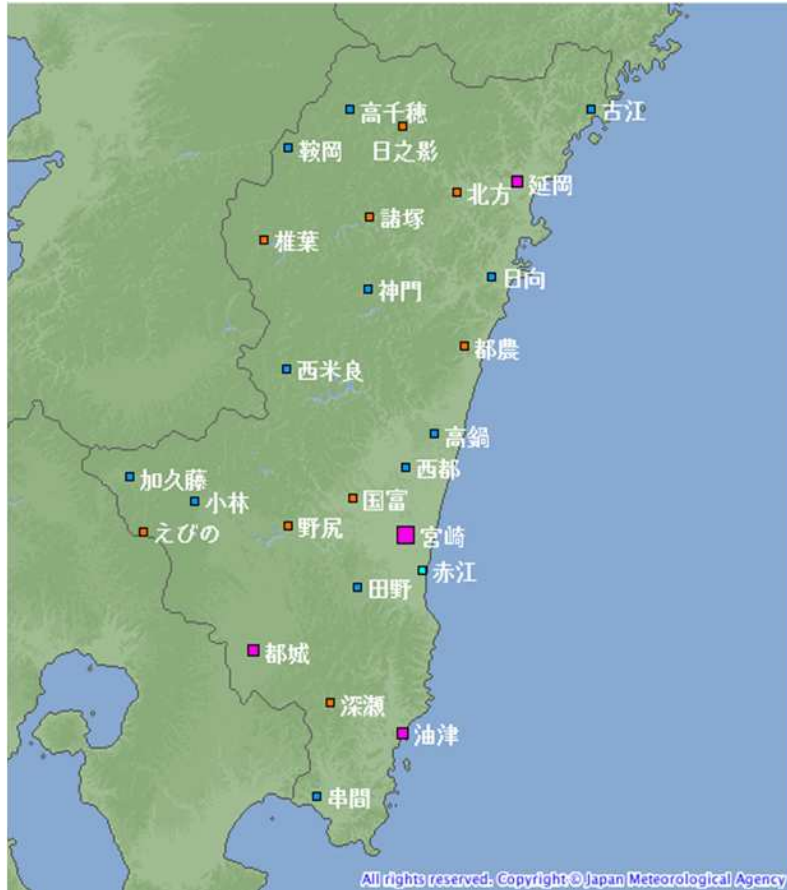 高千穂
古江
日之影
鞍岡
延岡
北方
諸塚
椎葉
日向
神門
都農
西米良
高鍋
西都
加久藤
国富
小林
野尻
えびの
宮崎
赤江
田野
都城
深瀬
油津
串間
All rights reserved. Copyright © Japan Meteorological Agency